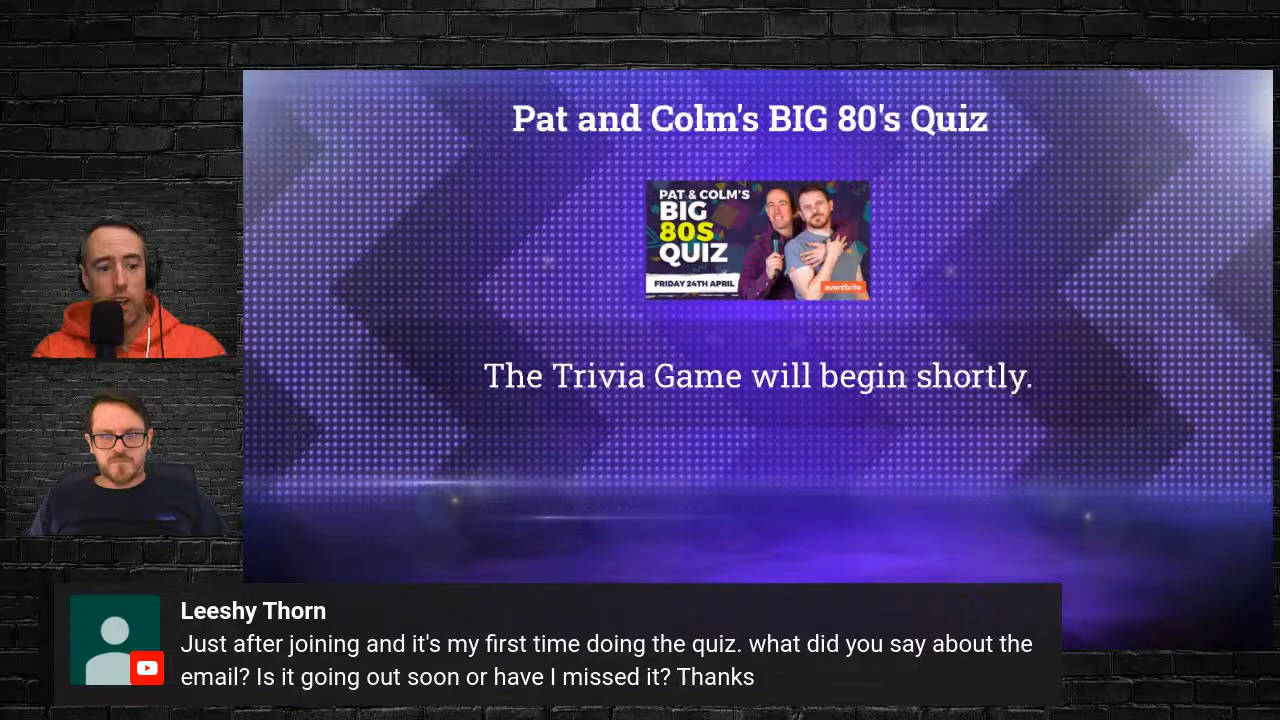 Pat and Colm's BIG 80's Quiz
PAT & COLM'S
BIG
80S
QUIZ
FRIDAY 24TH APRIL
eventbrite
The Trivia Game will begin shortly.
Leeshy Thorn
Just after joining and it's my first time doing the quiz. what did you say about the
email? Is it going out soon or have I missed it? Thanks